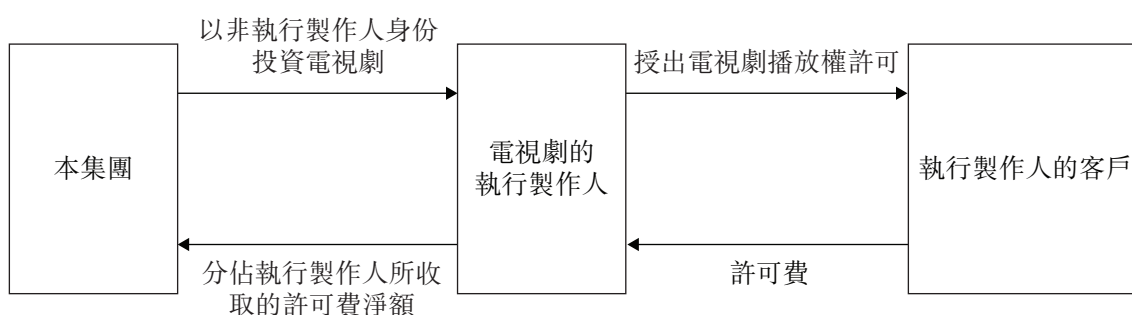 以非執行製作人身份
投資電視劇
授出電視劇播放權許可
本集團
電視劇的
執行製作人
執行製作人的客戶
分佔執行製作人所收
取的許可費淨額
許可費